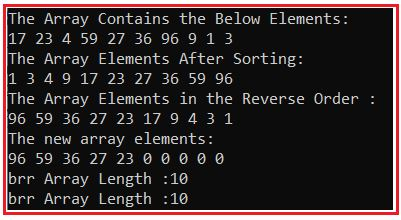 The Array Contains the Below Elements:
17 23 4 59 27 36 96 9 1 3
The Array Elements After Sorting:
1 3 4 9 17 23 27 36 59 96
The Array Elements in the Reverse Order :
96 59 36 27 23 17 9 4 3 1
The new array elements:
96 59 36 27 23 0 0 0 0 0
brr Array Length :10
brr Array Length :10